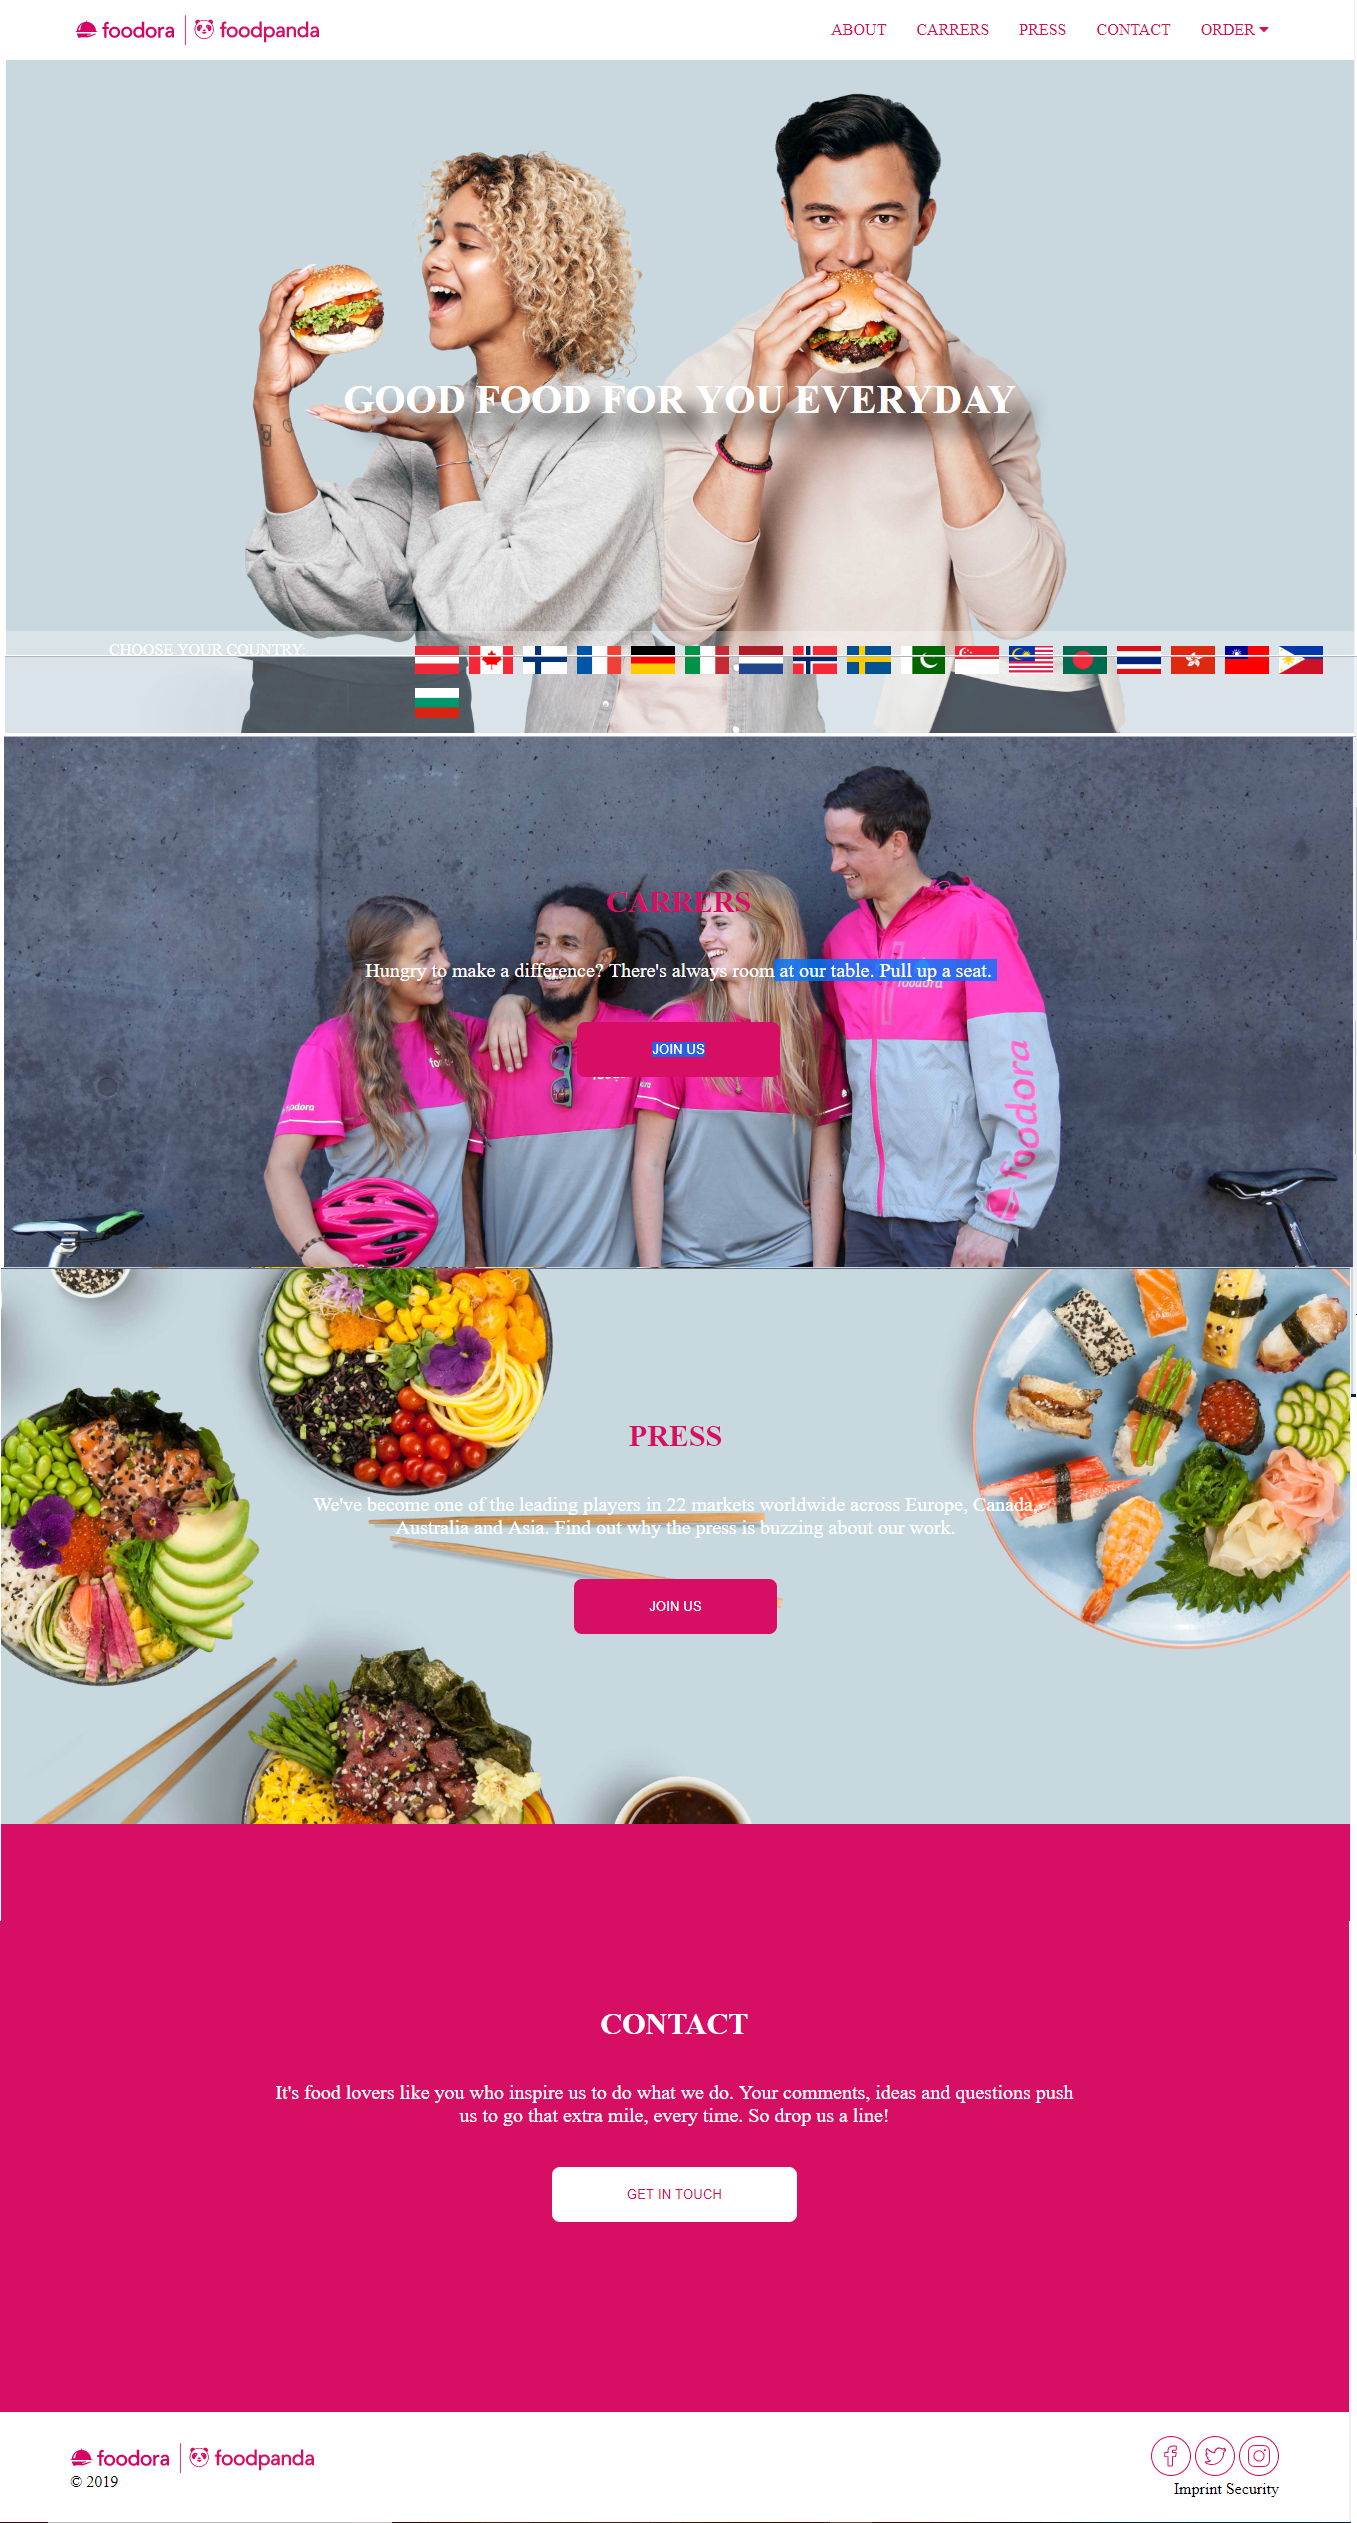 foodora | foodpanda
ABOUT CARRERS PRESS CONTACT ORDER
GOOD FOOD FOR YOU EVERYDAY
CHOOSE YOUR COUNTRY:
CARRERS
Hungry to make a difference? There's always room at our table. Pull up a seat.
foodora
JOIN US
foodora
foodora
PRESS
We've become one of the leading players in 22 markets worldwide across Europe, Canada,
Australia and Asia. Find out why the press is buzzing about our work.
JOIN US
CONTACT
It's food lovers like you who inspire us to do what we do. Your comments, ideas and questions push
us to go that extra mile, every time. So drop us a line!
GET IN TOUCH
foodora | foodpanda
© 2019
Imprint Security